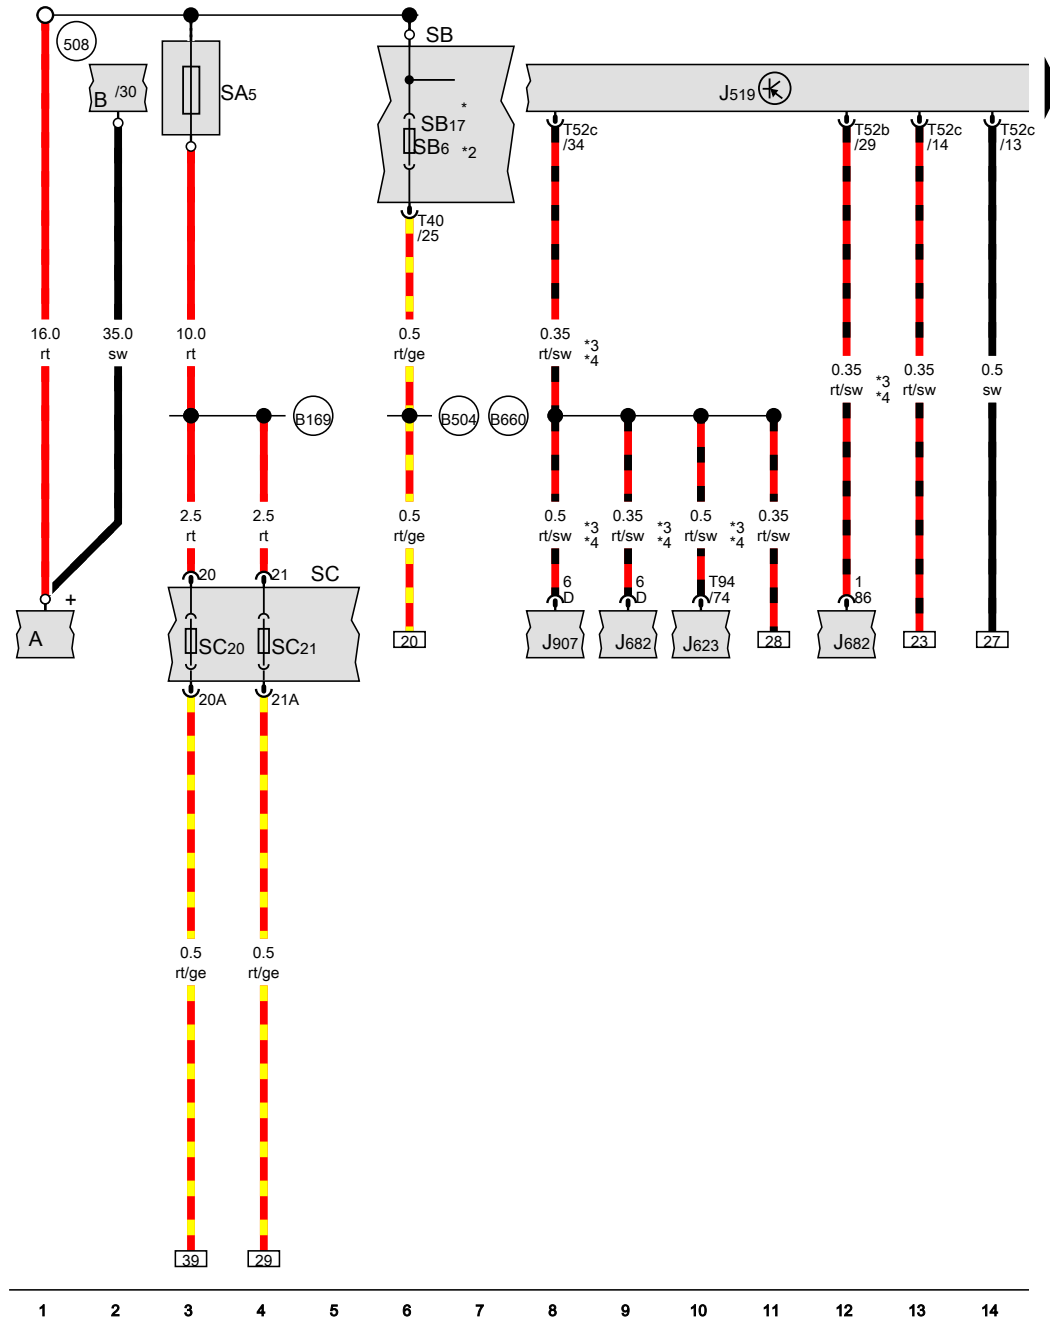 508
SB
B /30
SA5
J519
*
SB17
SB6 *2
T52c
/34
T52b
/29
T52c
/14
T52c
/13
T40
/25
16.0
rt
35.0
sw
10.0
rt
0.5
rt/ge
0.35
rt/sw
*3
*4
0.35
rt/sw
*3
*4
0.35
rt/sw
0.5
sw
B169
B504
B660
2.5
rt
2.5
rt
0.5
rt/ge
0.5
rt/sw
*3
*4
0.35
rt/sw
*3
*4
0.5
rt/sw
*3
*4
0.35
rt/sw
20
21
SC
6
D
6
D
T94
/74
1
86
+
A
SC20
SC21
20
J907
J682
J623
28
J682
23
27
20A
21A
0.5
rt/ge
0.5
rt/ge
39
29
1 2 3 4 5 6 7 8 9 10 11 12 13 14